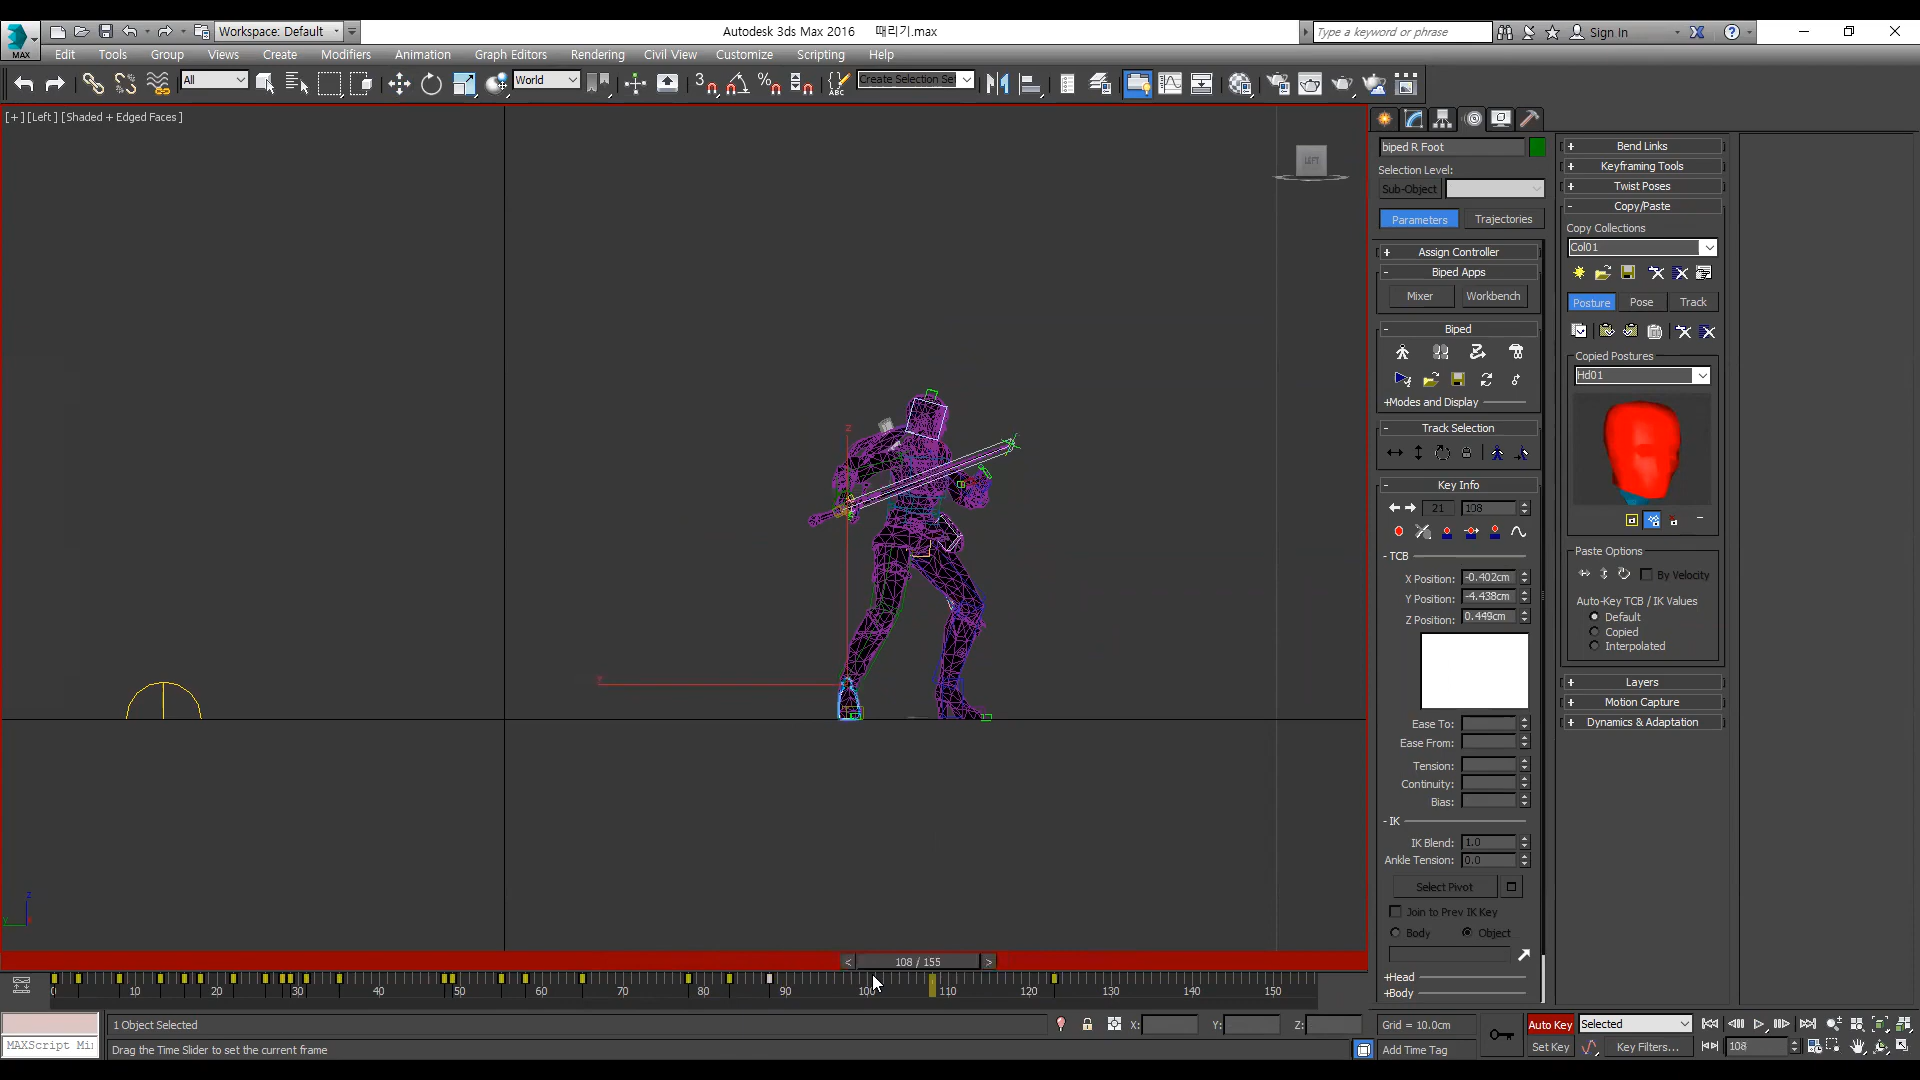 Workspace: Default
Autodesk 3ds Max 2016 때리기.max
Type a keyword or phrase
Sign In
MAX
Edit Tools Group Views Create Modifiers Animation Graph Editors Rendering Civil View Customize Scripting Help
All
World
3
ABC
Create Selection Se
[+] [Left] [Shaded + Edged Faces]
LEFT
biped R Foot
Selection Level:
Sub-Object
Parameters Trajectories
+ Assign Controller
- Biped Apps
Mixer Workbench
- Biped
+Modes and Display
- Track Selection
- Key Info
21 108
- TCB
X Position: -0.402cm
Y Position: -4.438cm
Z Position: 0.449cm
Ease To:
Ease From:
Tension:
Continuity:
Bias:
- IK
IK Blend: 1.0
Ankle Tension: 0.0
Select Pivot
Join to Prev IK Key
Body Object
+Head
+Body
+ Bend Links
+ Keyframing Tools
+ Twist Poses
- Copy/Paste
Copy Collections
Col01
Posture Pose Track
Copied Postures
Hd01
Paste Options
By Velocity
Auto-Key TCB / IK Values
Default
Copied
Interpolated
+ Layers
+ Motion Capture
+ Dynamics & Adaptation
z
< 108 / 155 >
0 10 20 30 40 50 60 70 80 90 100 110 120 130 140 150
1 Object Selected
X: Y: Z:
Grid = 10.0cm
Auto Key Selected
MAXScript Mi
Drag the Time Slider to set the current frame
Add Time Tag
Set Key Key Filters...
108